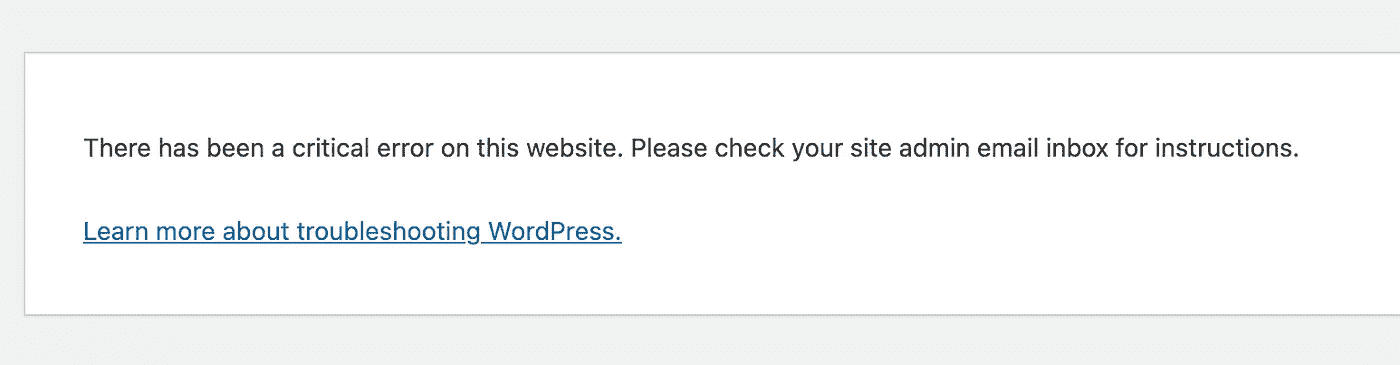 There has been a critical error on this website. Please check your site admin email inbox for instructions.
Learn more about troubleshooting WordPress.